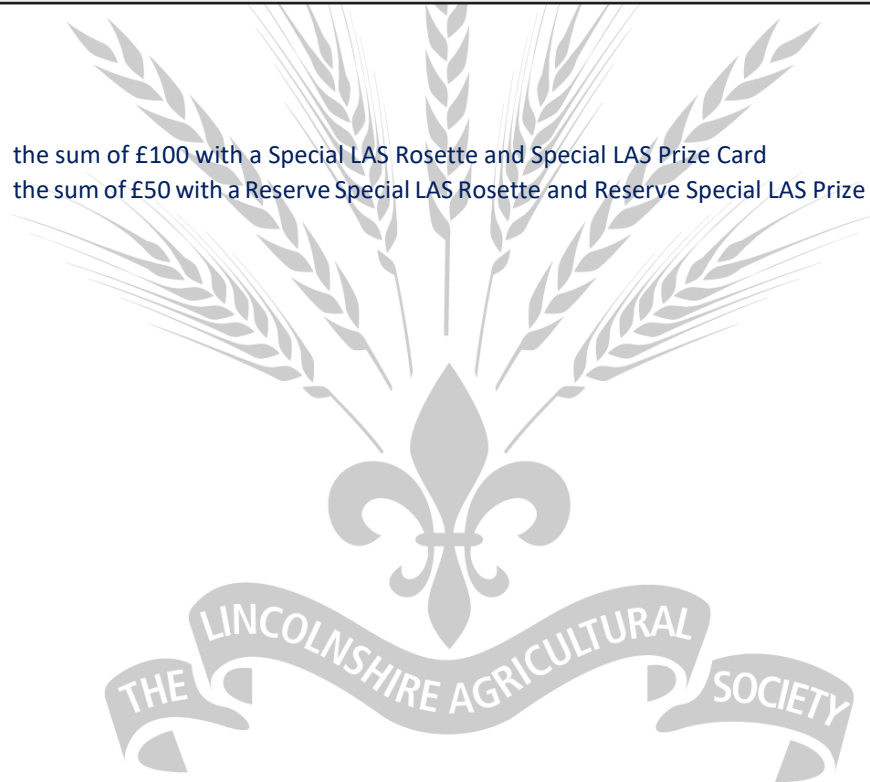 the sum of £100 with a Special LAS Rosette and Special LAS Prize Card
the sum of £50 with a Reserve Special LAS Rosette and Reserve Special LAS Prize
THE LINCOLNSHIRE AGRICULTURAL SOCIETY